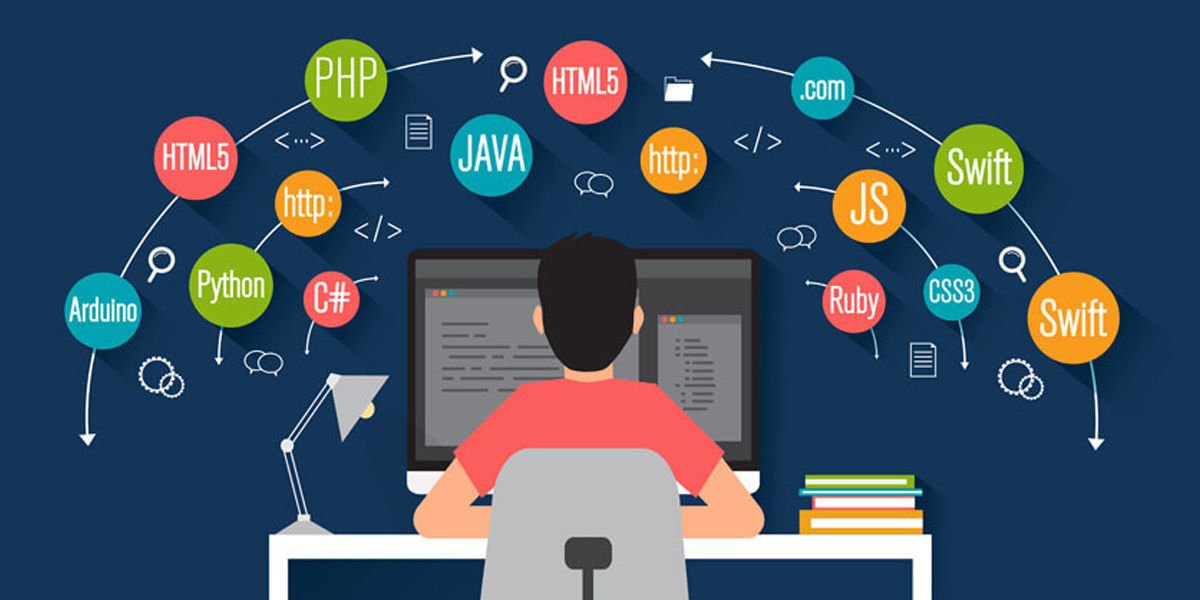 PHP
HTML5
.com
HTML5
JAVA
http:
Swift
http:
JS
Arduino
Python
C#
Ruby
CSS3
Swift
<...>
</>
<...>
</>